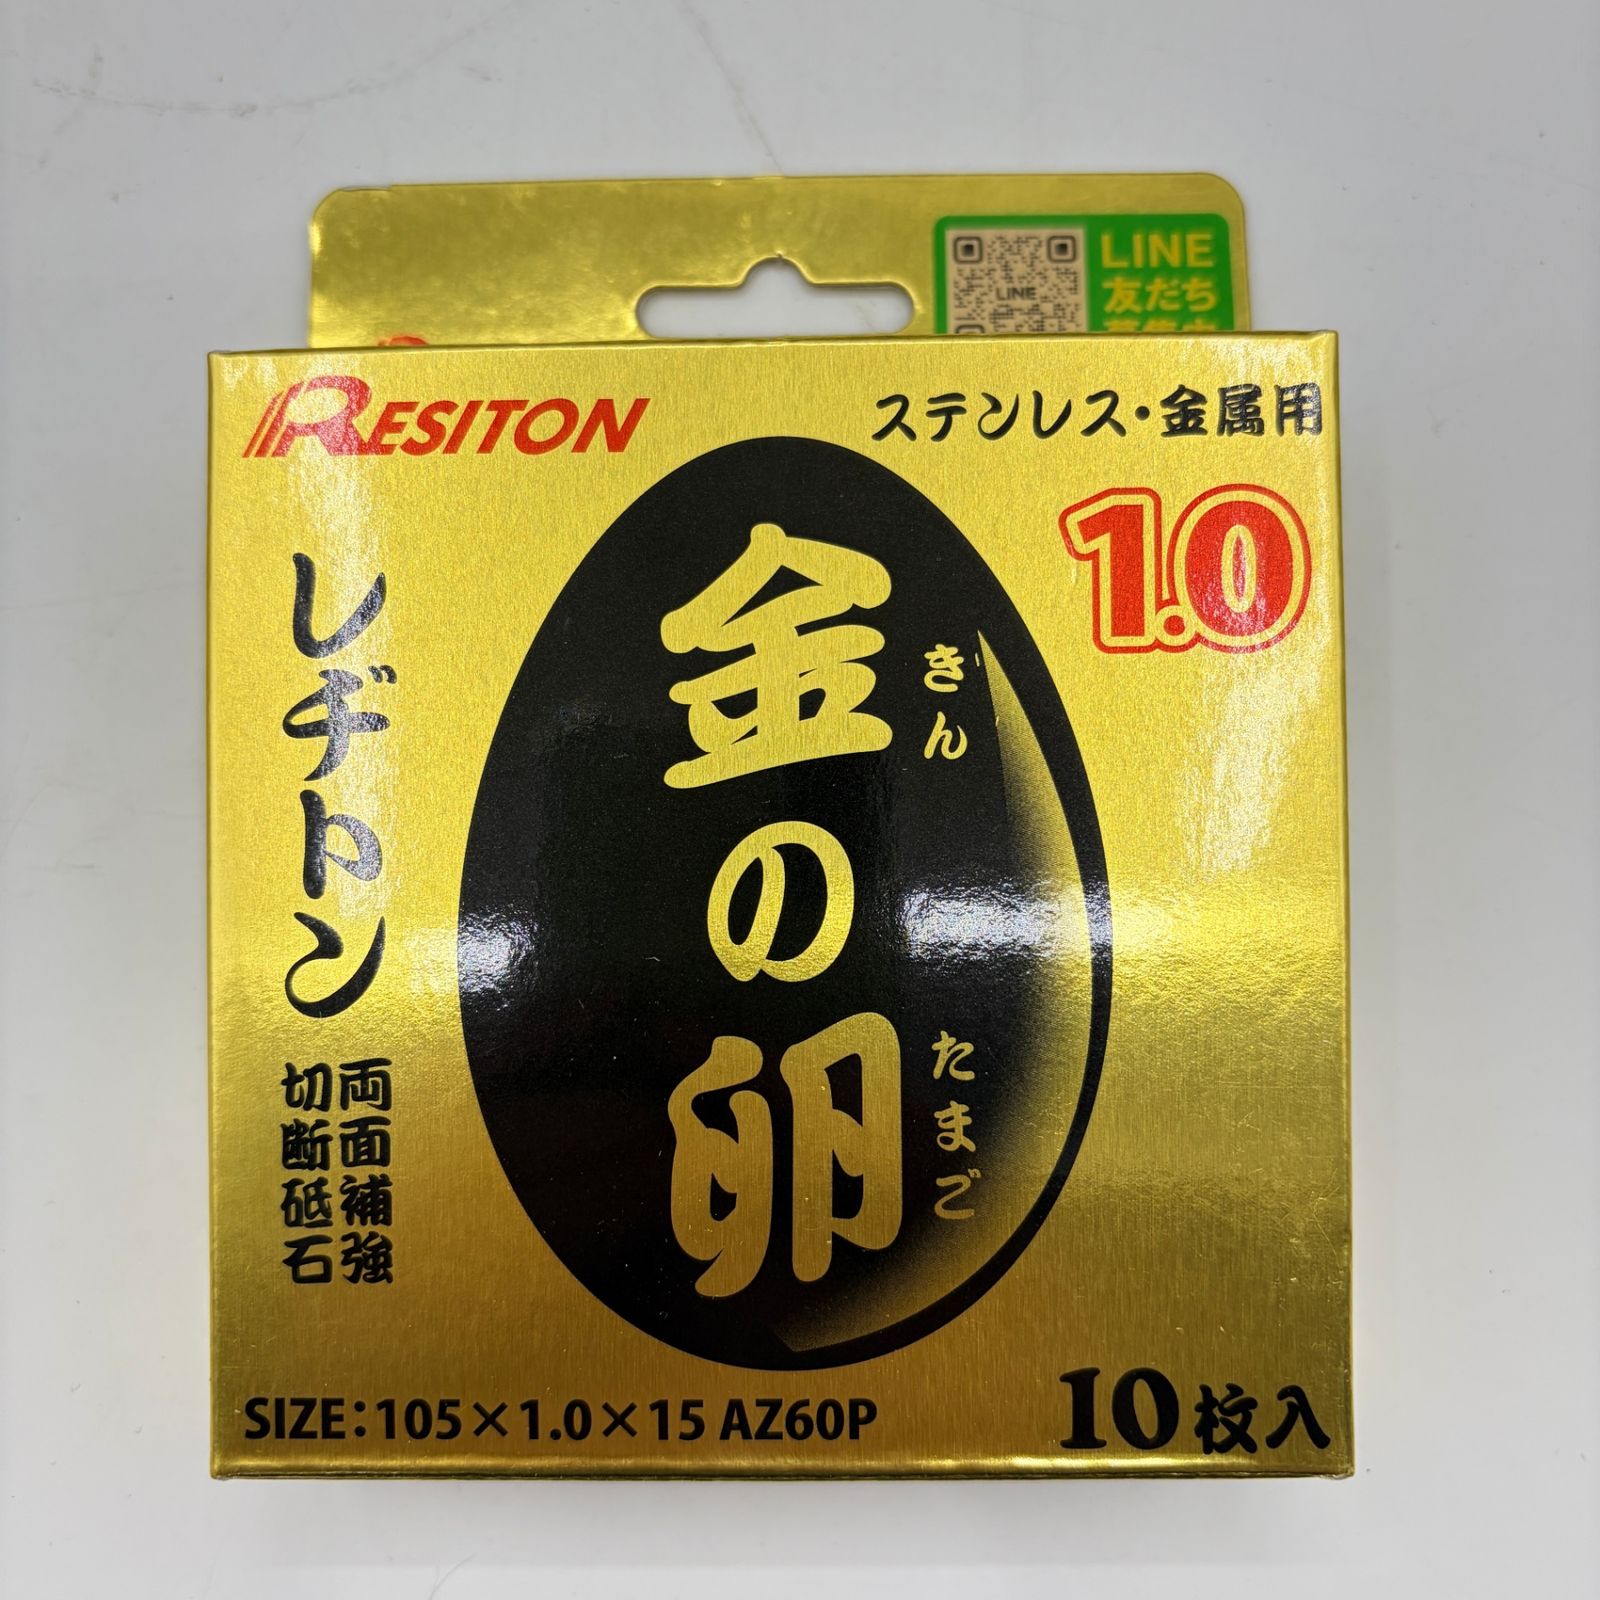 LINE
友だち
LINE
RESITON
ステンレス・金属用
1.0
レヂトン
両面補強
切断砥石
金の卵
きん
たまご
SIZE:105×1.0×15 AZ60P
10枚入